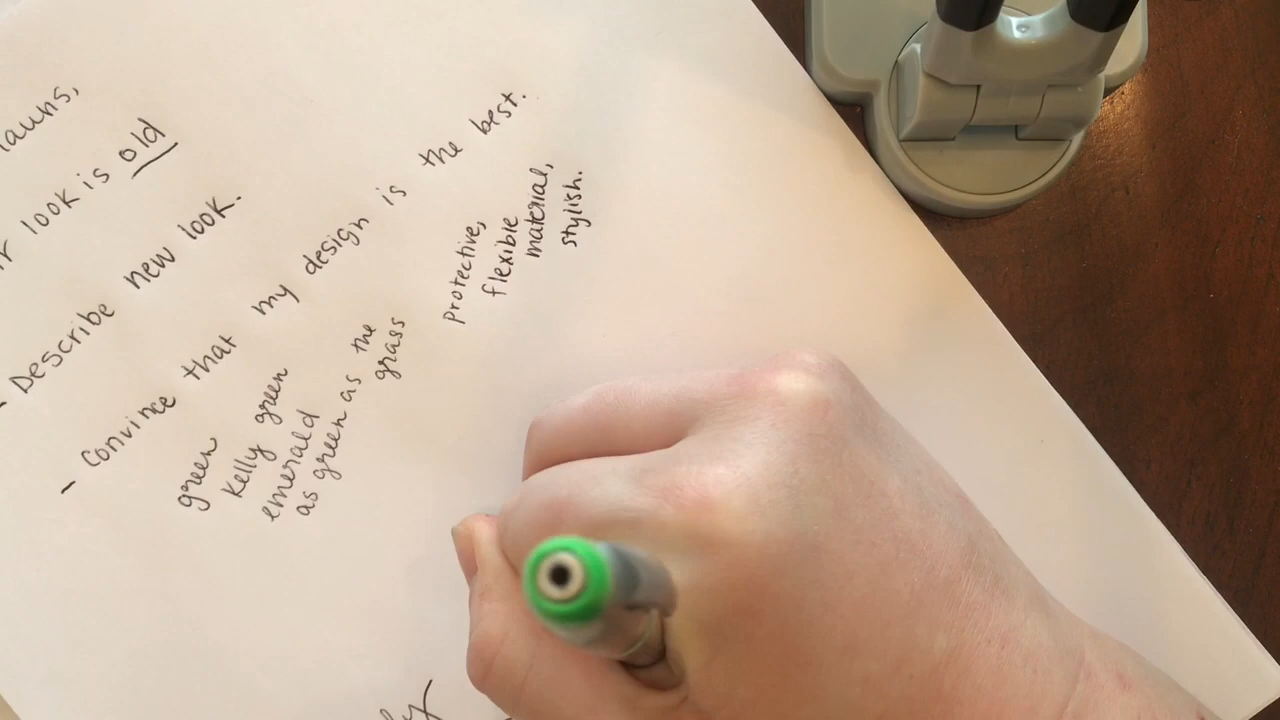 look is old
- Describe new look.
- Convince that my design is the best.
green
kelly green
emerald
as green as the
grass
protective,
flexible
material,
stylish.